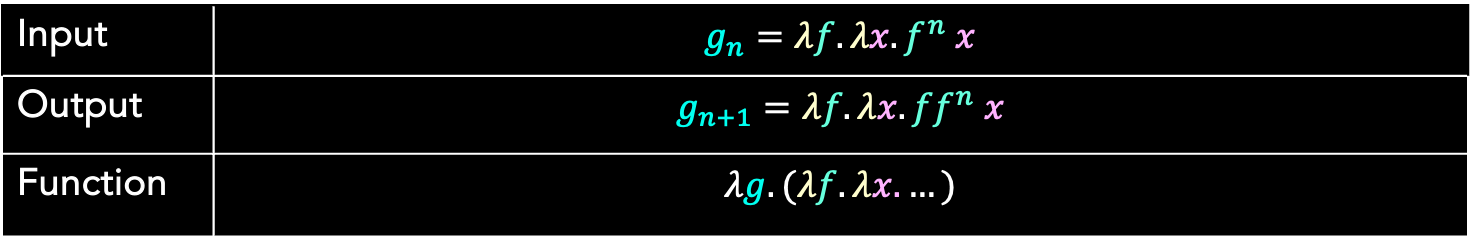 Input
gₙ = λf.λx.fⁿ x
Output
gₙ₊₁ = λf.λx.ffⁿ x
Function
λg.(λf.λx....)